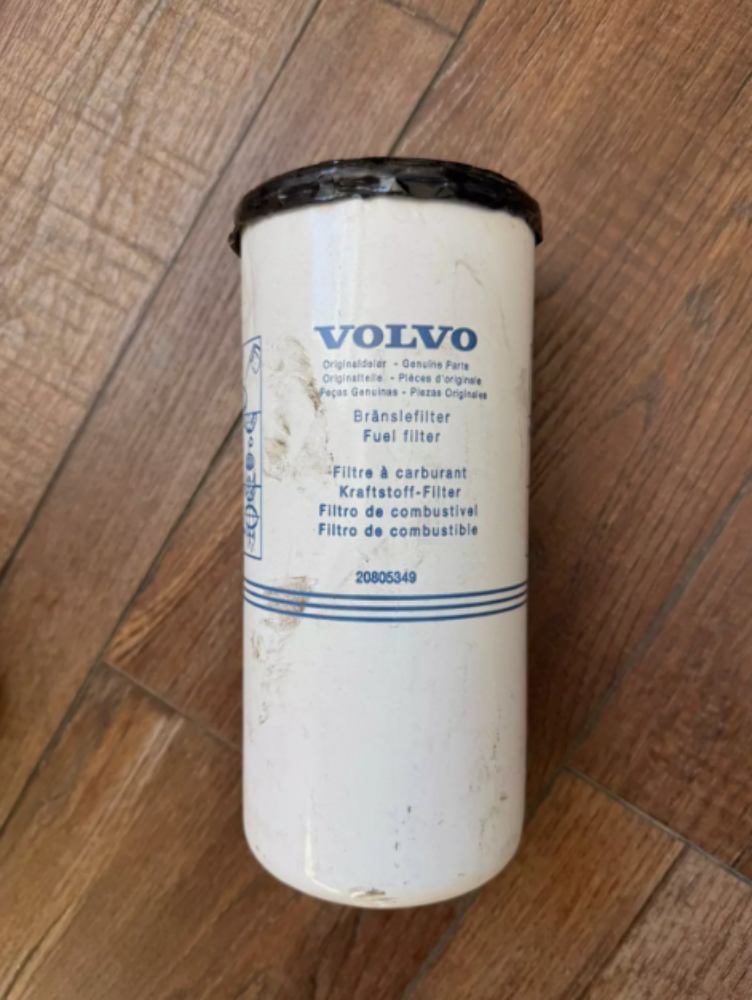 VOLVO
Originaldelar - Genuine Parts
Originalteile - Pièces d'origine
Peças Genuinas - Piezas Originales
Bränslefilter
Fuel filter
Filtre à carburant
Kraftstoff-Filter
Filtro de combustivel
Filtro de combustible
20805349